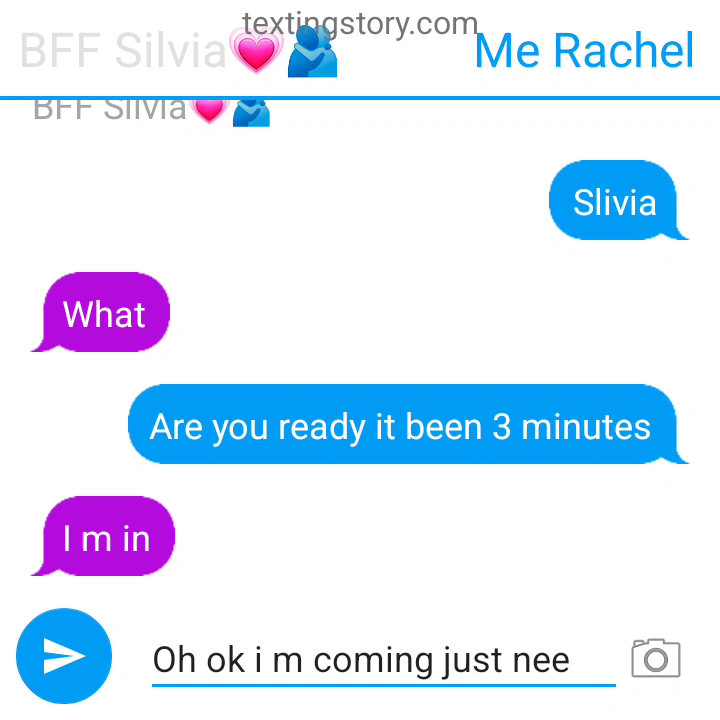 textingstory.com
BFF Silvia💗🫂 Me Rachel
BFF Silvia💗🫂
Slivia
What
Are you ready it been 3 minutes
I m in
Oh ok i m coming just nee